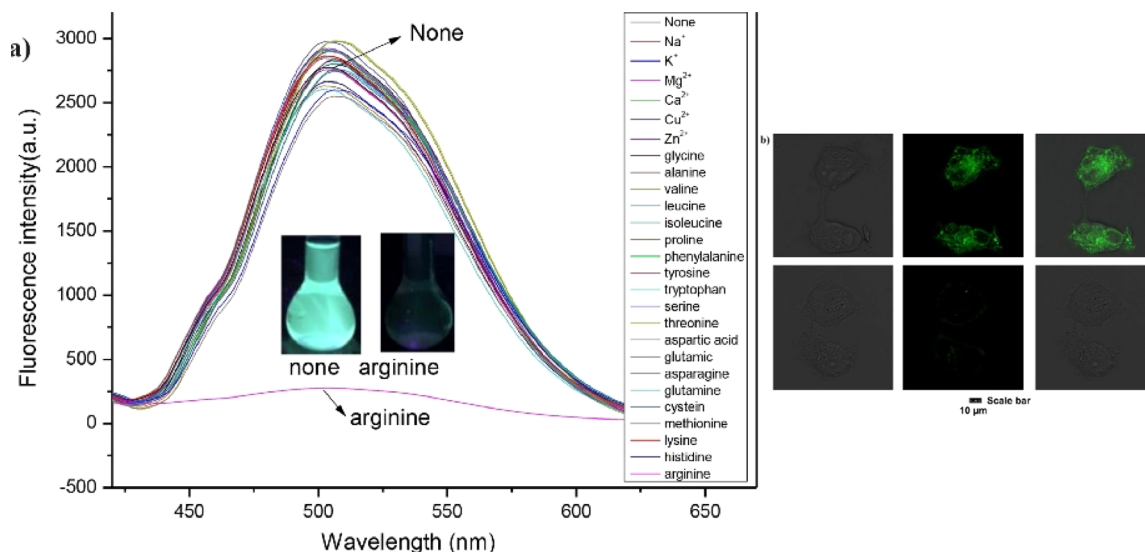 a)
Fluorescence intensity(a.u.)
3000
2500
2000
1500
1000
500
0
-500
450
500
550
600
650
Wavelength (nm)
None
none
arginine
arginine
None
Na⁺
K⁺
Mg²⁺
Ca²⁺
Cu²⁺
Zn²⁺
glycine
alanine
valine
leucine
isoleucine
proline
phenylalanine
tyrosine
tryptophan
serine
threonine
aspartic acid
glutamic
asparagine
glutamine
cystein
methionine
lysine
histidine
arginine
b)
Scale bar
10 μm